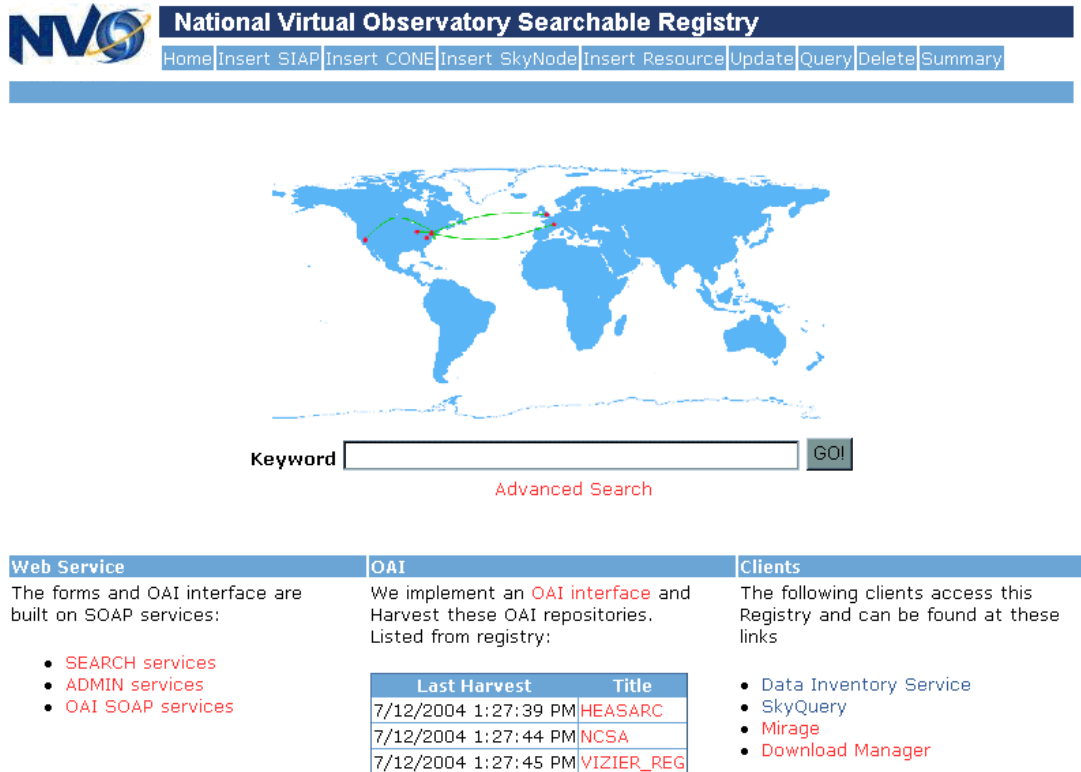 NVO
National Virtual Observatory Searchable Registry
Home Insert SIAP Insert CONE Insert SkyNode Insert Resource Update Query Delete Summary
Keyword GO!
Advanced Search
Web Service
The forms and OAI interface are
built on SOAP services:
SEARCH services
ADMIN services
OAI SOAP services
OAI
We implement an OAI interface and
Harvest these OAI repositories.
Listed from registry:
Last Harvest Title
7/12/2004 1:27:39 PM HEASARC
7/12/2004 1:27:44 PM NCSA
7/12/2004 1:27:45 PM VIZIER_REG
Clients
The following clients access this
Registry and can be found at these
links
Data Inventory Service
SkyQuery
Mirage
Download Manager